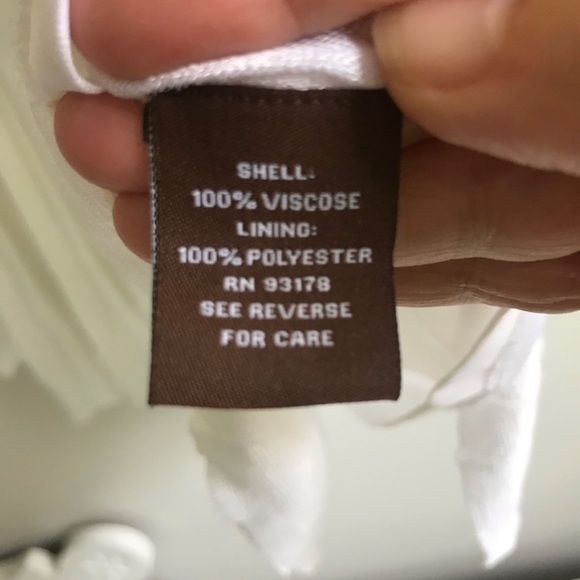 SHELL:
100% VISCOSE
LINING:
100% POLYESTER
RN 93178
SEE REVERSE
FOR CARE